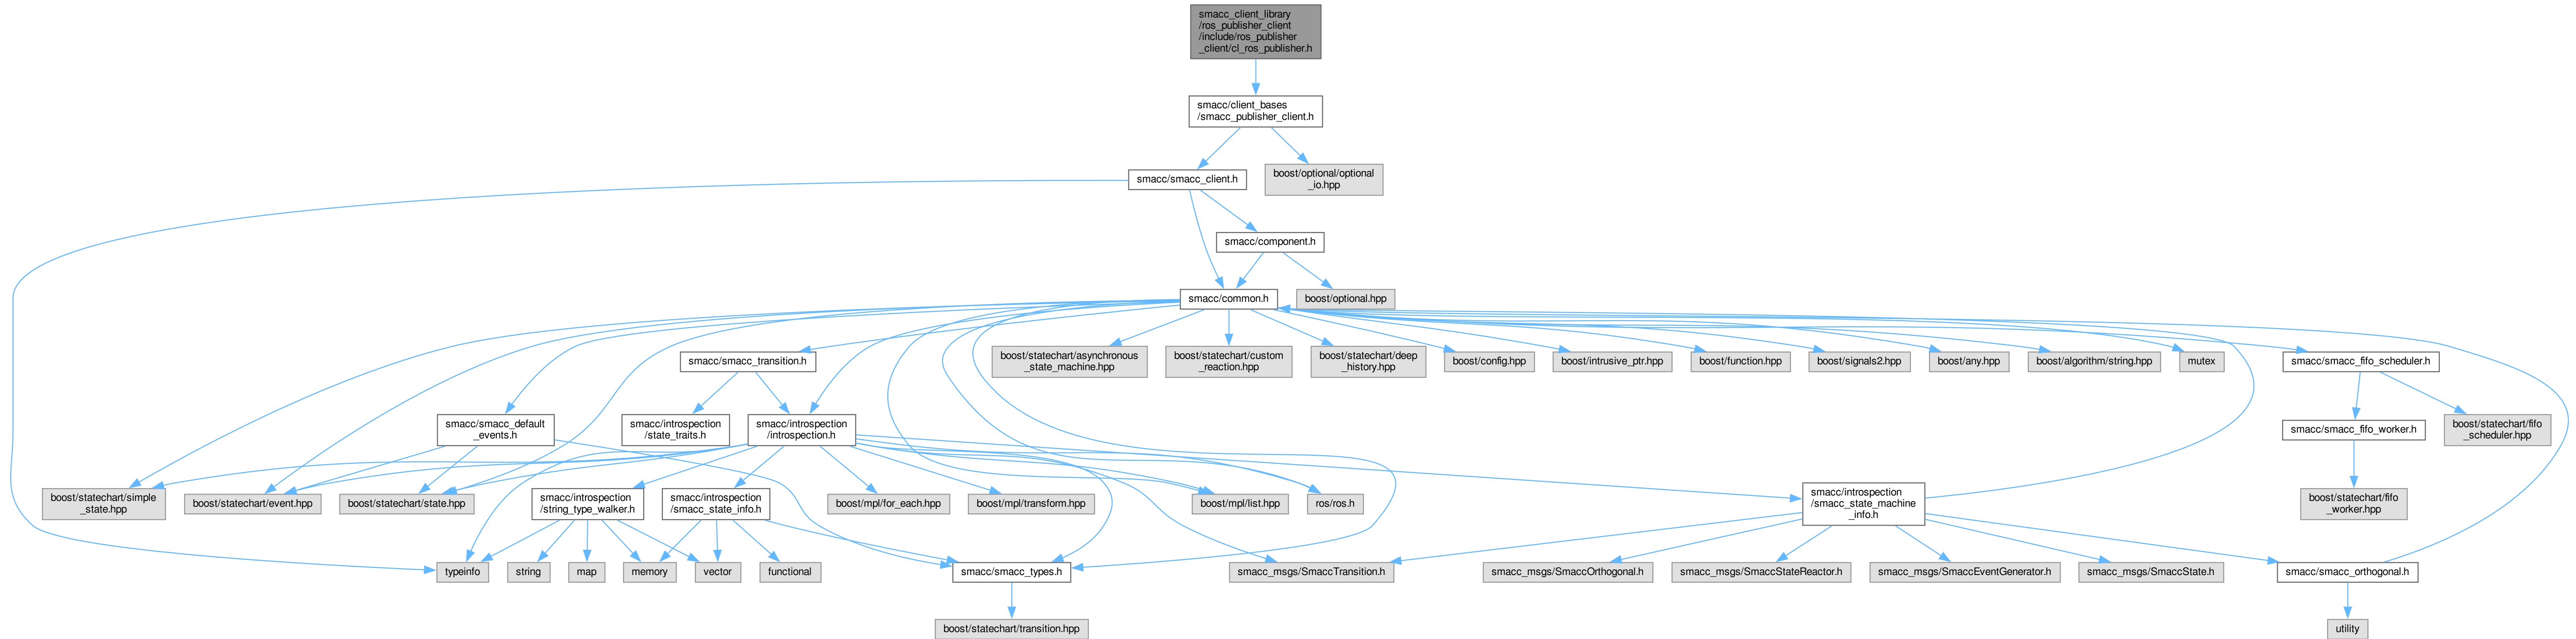 smacc_client_library
/ros_publisher_client
/include/ros_publisher
_client/cl_ros_publisher.h
smacc/client_bases
/smacc_publisher_client.h
smacc/smacc_client.h
boost/optional/optional
_io.hpp
smacc/component.h
smacc/common.h
boost/optional.hpp
smacc/smacc_transition.h
boost/statechart/asynchronous
_state_machine.hpp
boost/statechart/custom
_reaction.hpp
boost/statechart/deep
_history.hpp
boost/config.hpp
boost/intrusive_ptr.hpp
boost/function.hpp
boost/signals2.hpp
boost/any.hpp
boost/algorithm/string.hpp
mutex
smacc/smacc_fifo_scheduler.h
smacc/smacc_default
_events.h
smacc/introspection
/state_traits.h
smacc/introspection
/introspection.h
smacc/smacc_fifo_worker.h
boost/statechart/fifo
_scheduler.hpp
boost/statechart/simple
_state.hpp
boost/statechart/event.hpp
boost/statechart/state.hpp
smacc/introspection
/string_type_walker.h
smacc/introspection
/smacc_state_info.h
boost/mpl/for_each.hpp
boost/mpl/transform.hpp
boost/mpl/list.hpp
ros/ros.h
smacc/introspection
/smacc_state_machine
_info.h
boost/statechart/fifo
_worker.hpp
typeinfo
string
map
memory
vector
functional
smacc/smacc_types.h
smacc_msgs/SmaccTransition.h
smacc_msgs/SmaccOrthogonal.h
smacc_msgs/SmaccStateReactor.h
smacc_msgs/SmaccEventGenerator.h
smacc_msgs/SmaccState.h
smacc/smacc_orthogonal.h
boost/statechart/transition.hpp
utility